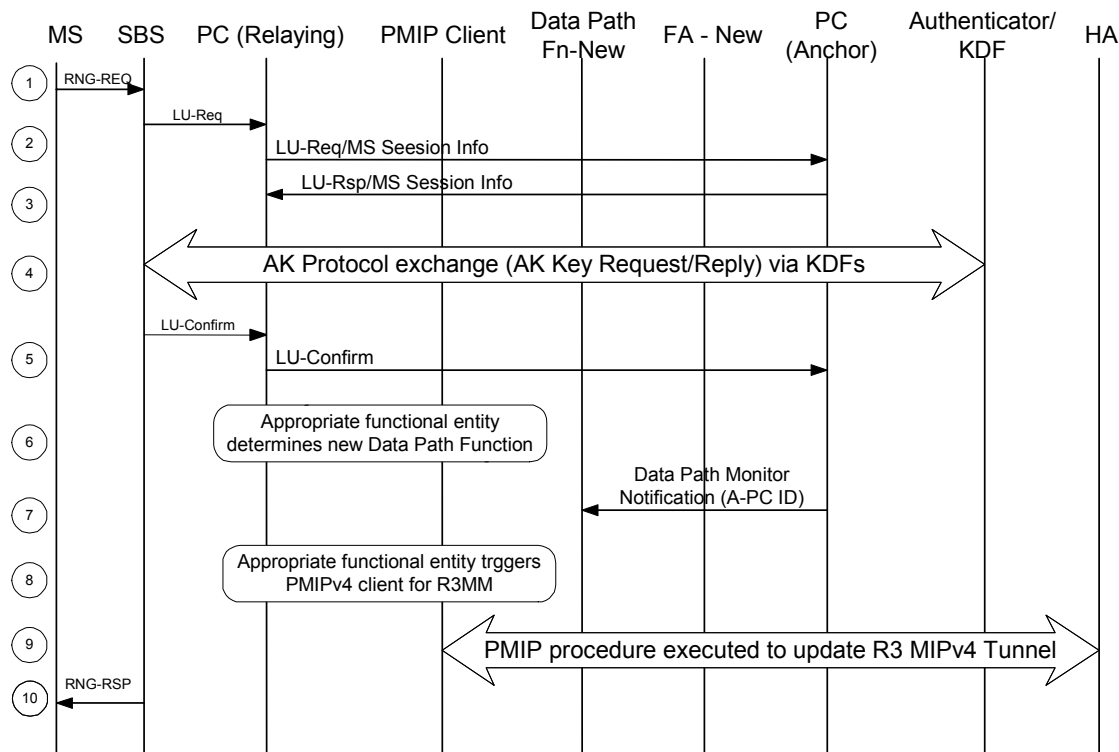 MS
SBS
PC (Relaying)
PMIP Client
Data Path
Fn-New
FA - New
PC
(Anchor)
Authenticator/
KDF
HA
1
RNG-REQ
LU-Req
2
LU-Req/MS Seesion Info
LU-Rsp/MS Session Info
3
4
AK Protocol exchange (AK Key Request/Reply) via KDFs
LU-Confirm
5
LU-Confirm
Appropriate functional entity
determines new Data Path Function
6
Data Path Monitor
Notification (A-PC ID)
7
Appropriate functional entity trggers
PMIPv4 client for R3MM
8
9
PMIP procedure executed to update R3 MIPv4 Tunnel
RNG-RSP
10